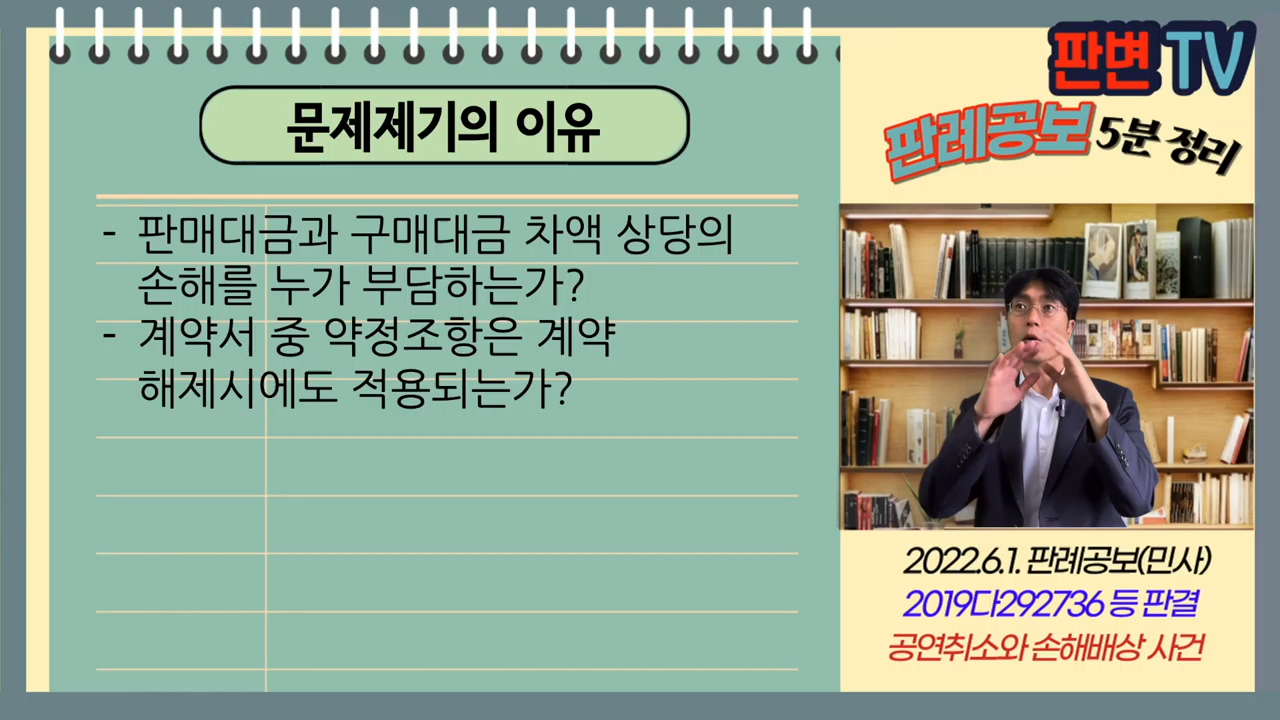 문제제기의 이유
- 판매대금과 구매대금 차액 상당의
손해를 누가 부담하는가?
- 계약서 중 약정조항은 계약
해제시에도 적용되는가?
판변 TV
판례공보 5분 정리
2022.6.1. 판례공보(민사)
2019다292736 등 판결
공연취소와 손해배상 사건